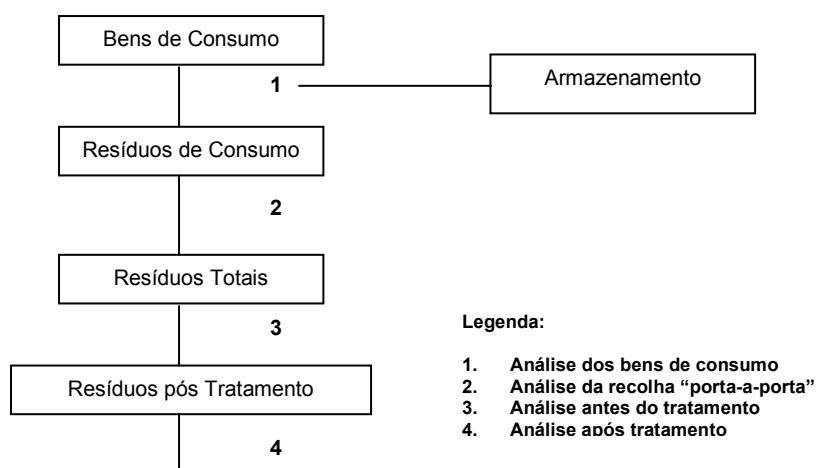 Bens de Consumo
1
Armazenamento
Resíduos de Consumo
2
Resíduos Totais
3
Resíduos pós Tratamento
4
Legenda:
1. Análise dos bens de consumo
2. Análise da recolha “porta-a-porta”
3. Análise antes do tratamento
4. Análise após tratamento